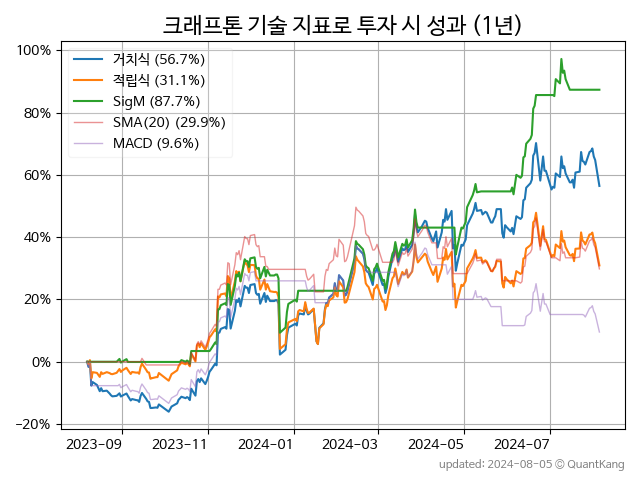 크래프톤 기술 지표로 투자 시 성과 (1년)
100%
80%
60%
40%
20%
0%
−20%
거치식 (56.7%)
적립식 (31.1%)
SigM (87.7%)
SMA(20) (29.9%)
MACD (9.6%)
2023-09
2023-11
2024-01
2024-03
2024-05
2024-07
updated: 2024-08-05 © QuantKang